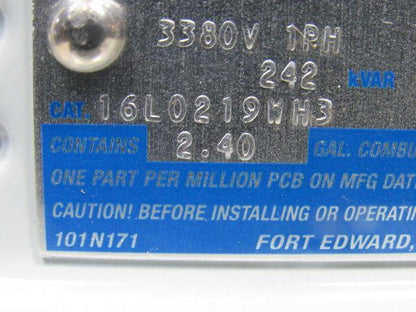 3380V 1PH
242 kVAR
CAT. 16L0219WH3
CONTAINS 2.40 GAL. COMBU
ONE PART PER MILLION PCB ON MFG DAT
CAUTION! BEFORE INSTALLING OR OPERATIN
101N171 FORT EDWARD,